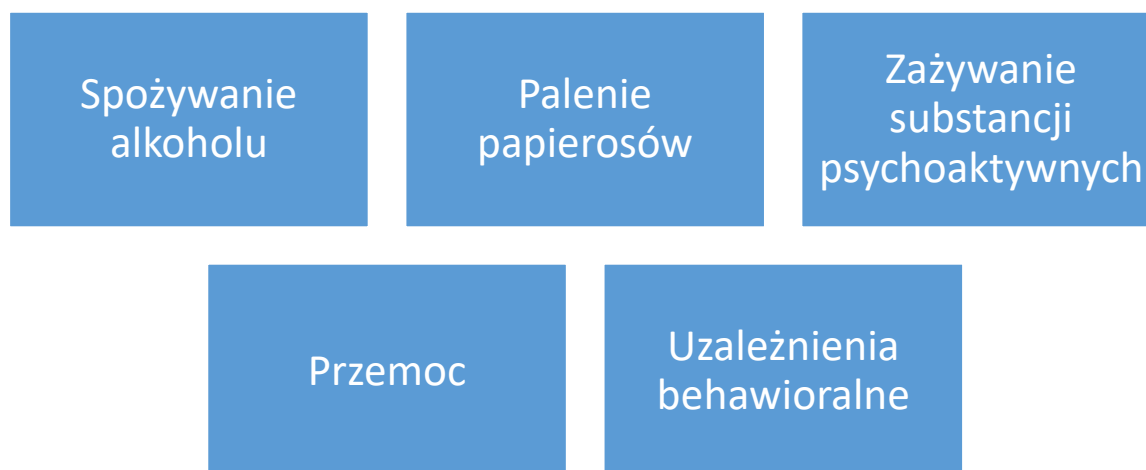 Spożywanie
alkoholu
Palenie
papierosów
Zażywanie
substancji
psychoaktywnych
Przemoc
Uzależnienia
behawioralne